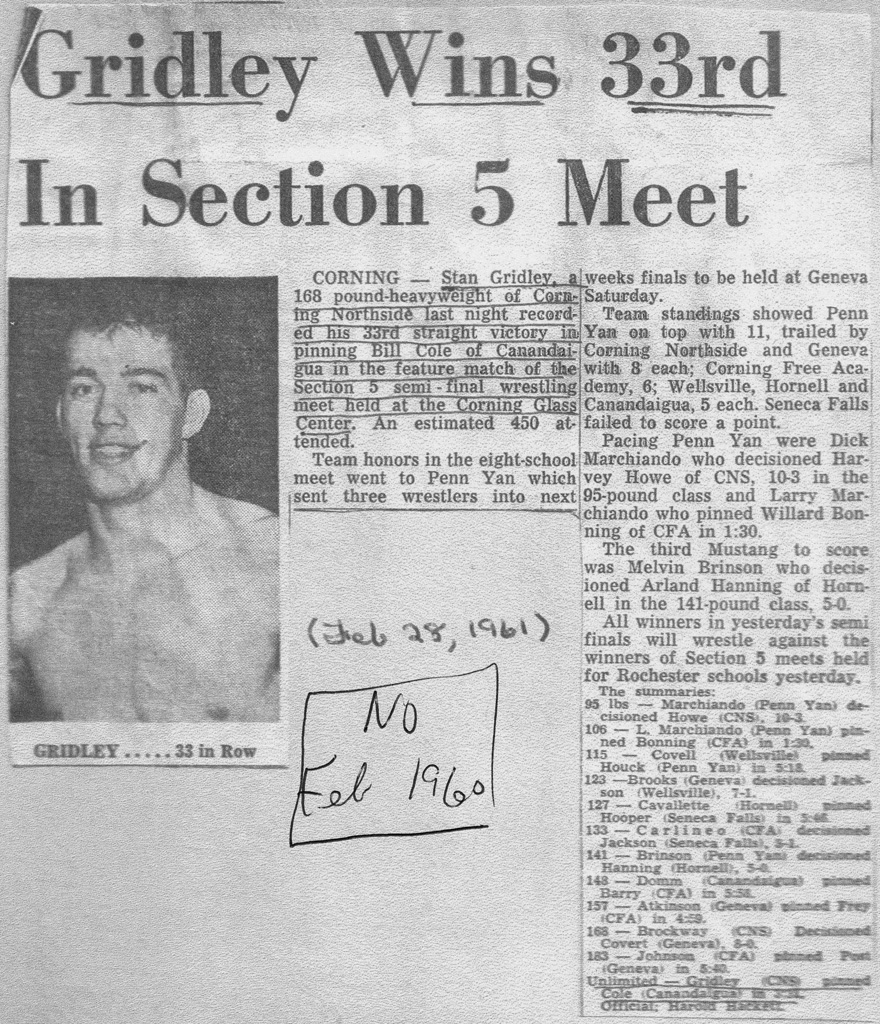 Gridley Wins 33rd
In Section 5 Meet
GRIDLEY ..... 33 in Row
CORNING — Stan Gridley, a
168 pound-heavyweight of Corn-
ing Northside last night record-
ed his 33rd straight victory in
pinning Bill Cole of Canandai-
gua in the feature match of the
Section 5 semi-final wrestling
meet held at the Corning Glass
Center. An estimated 450 at-
tended.
Team honors in the eight-school
meet went to Penn Yan which
sent three wrestlers into next
(Feb 28, 1961)
NO
Feb 1960
weeks finals to be held at Geneva
Saturday.
Team standings showed Penn
Yan on top with 11, trailed by
Corning Northside and Geneva
with 8 each; Corning Free Aca-
demy, 6; Wellsville, Hornell and
Canandaigua, 5 each. Seneca Falls
failed to score a point.
Pacing Penn Yan were Dick
Marchiando who decisioned Har-
vey Howe of CNS, 10-3 in the
95-pound class and Larry Mar-
chiando who pinned Willard Bon-
ning of CFA in 1:30.
The third Mustang to score
was Melvin Brinson who decis-
ioned Arland Hanning of Horn-
ell in the 141-pound class, 5-0.
All winners in yesterday's semi
finals will wrestle against the
winners of Section 5 meets held
for Rochester schools yesterday.
The summaries:
95 lbs — Marchiando (Penn Yan) de-
cisioned Howe (CNS), 10-3.
106 — L. Marchiando (Penn Yan) pin-
ned Bonning (CFA) in 1:30.
115 — Covell (Wellsville) pinned
Houck (Penn Yan) in 5:18.
123 —Brooks (Geneva) decisioned Jack-
son (Wellsville), 7-1.
127 — Cavallette (Hornell) pinned
Hooper (Seneca Falls) in
133 — Carlineo (CFA) decisioned
Jackson (Seneca Falls),
141 — Brinson (Penn Yan) decisioned
Hanning (Hornell), 5-0.
148 — Domm (Canandaigua) pinned
Barry (CFA) in
157 — Atkinson (Geneva) pinned Frey
(CFA) in 4:59.
168 — Brockway (CNS) Decisioned
Covert (Geneva),
183 — Johnson (CFA) pinned Post
(Geneva) in 5:40.
Unlimited — Gridley (CNS) pinned
Cole (Canandaigua) in
Official: Harold Hackett.